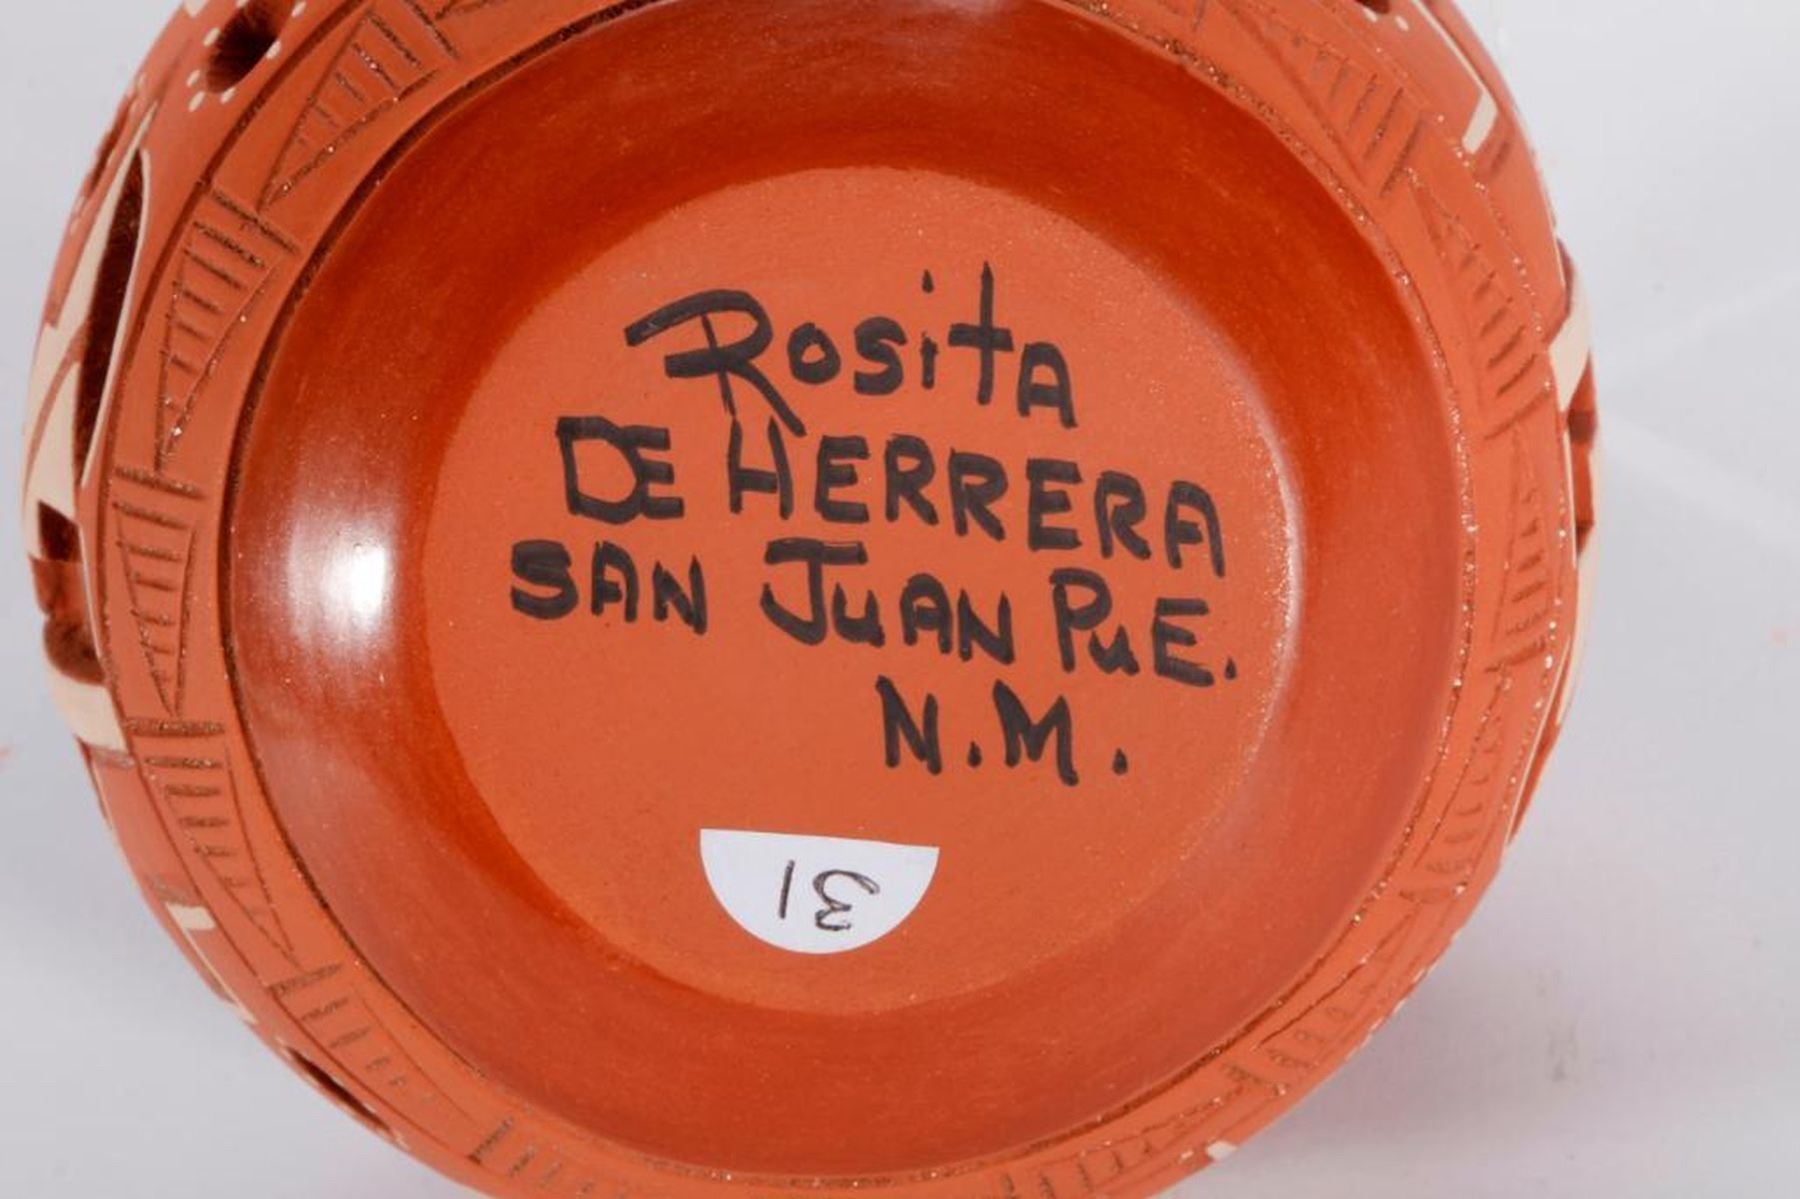 Rosita
DE HERRERA
SAN JUAN PUE.
N.M.
31